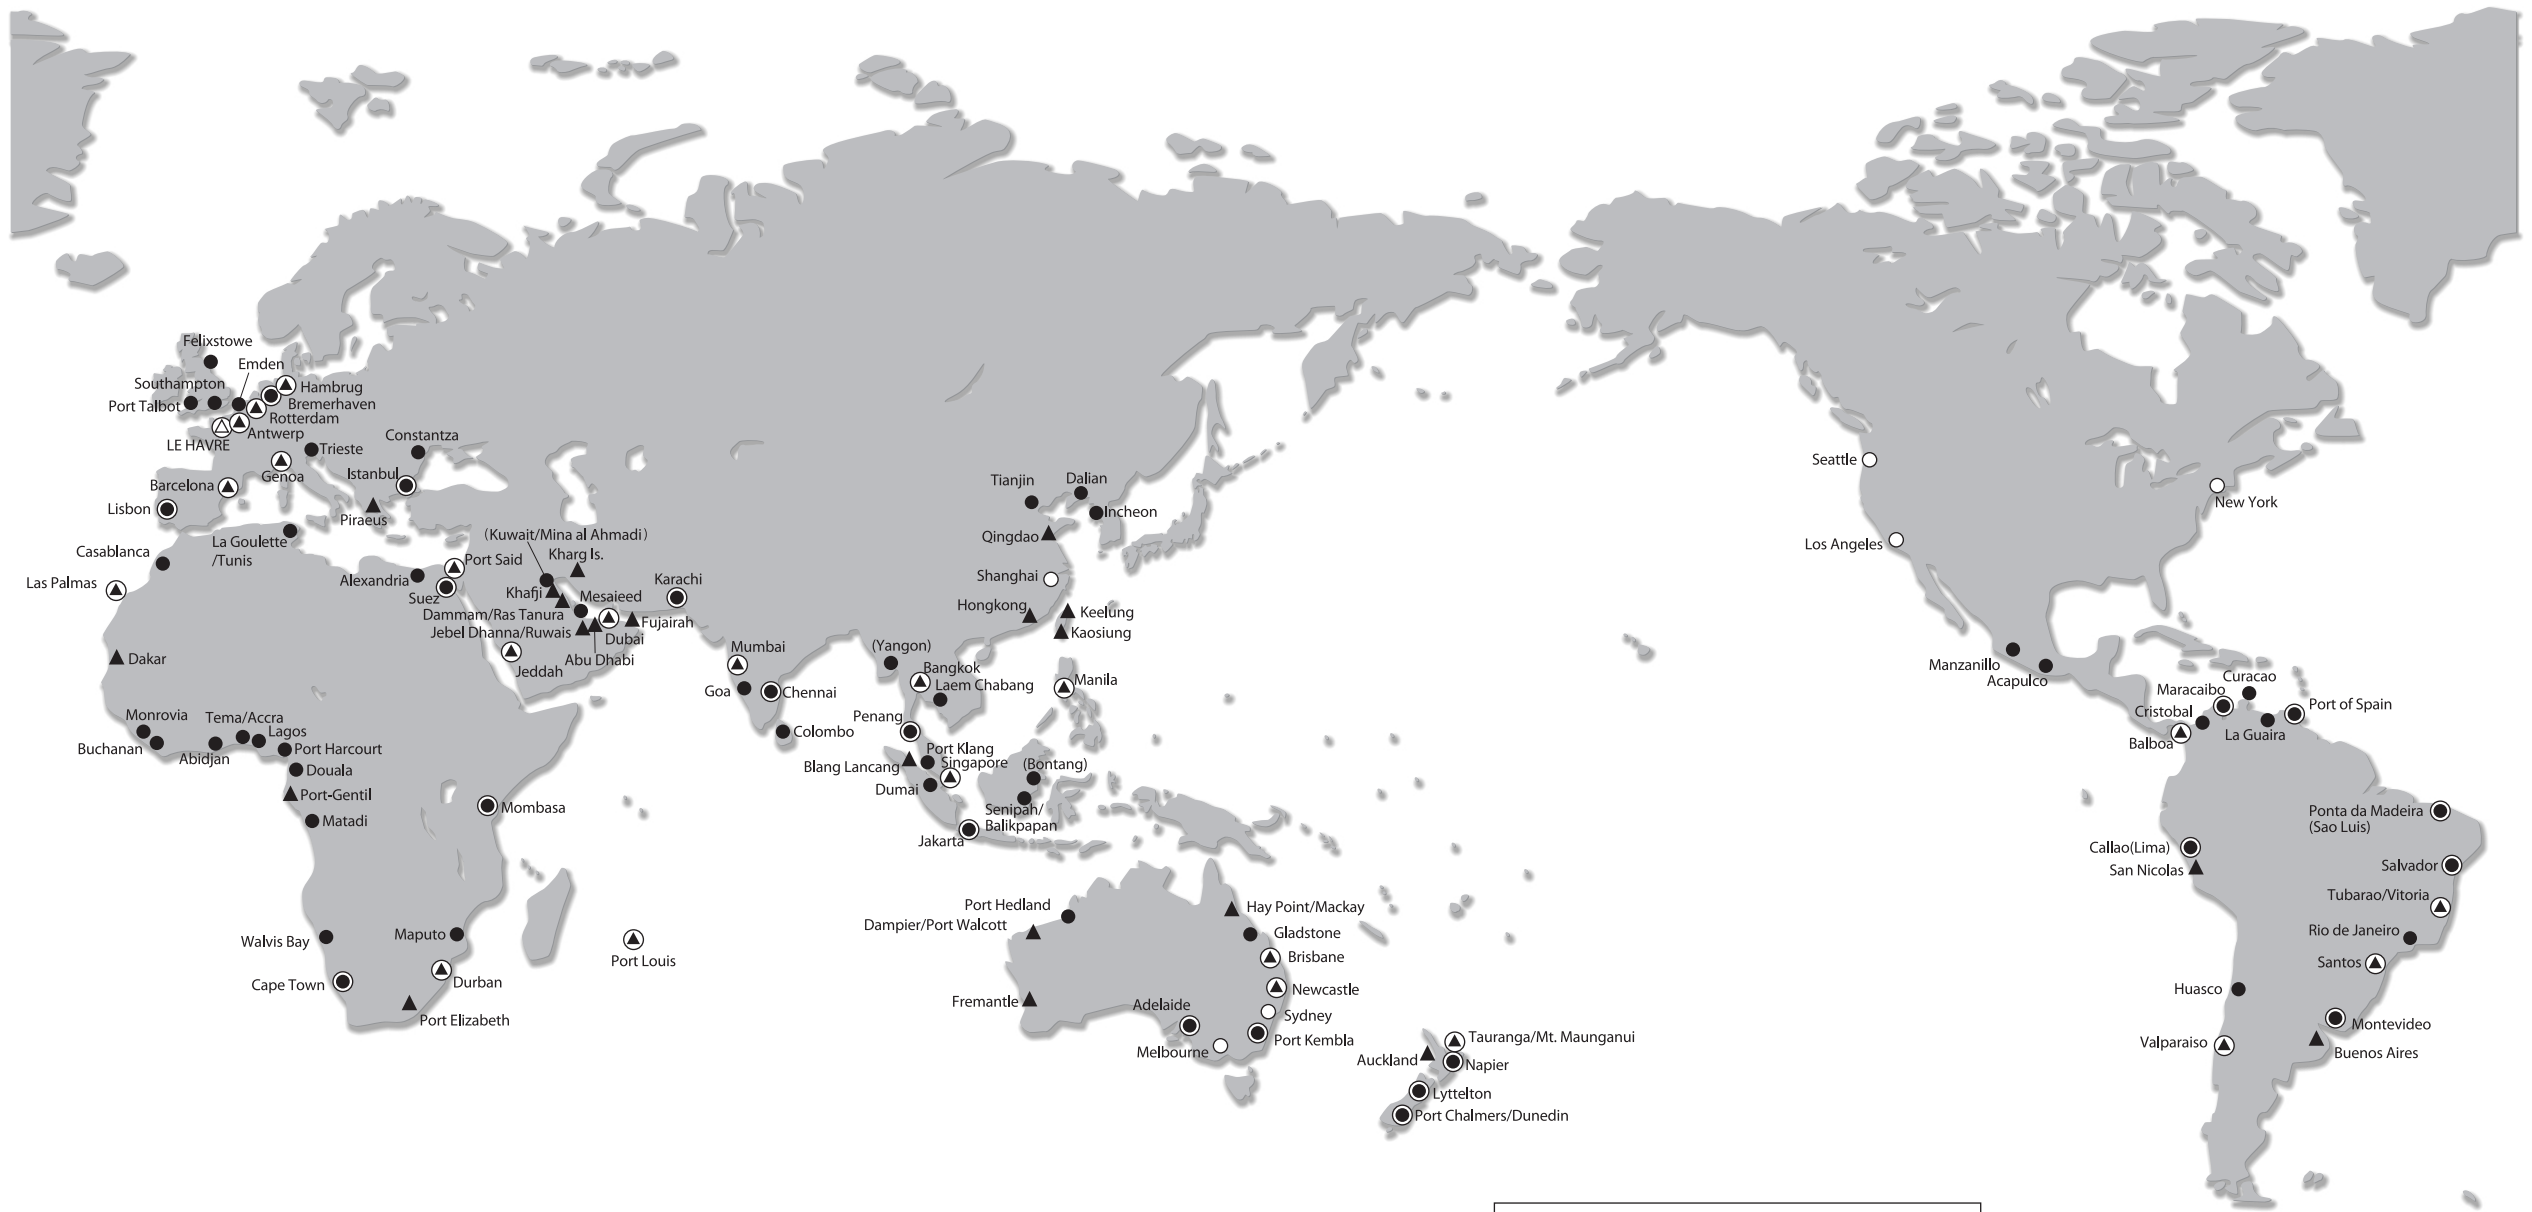 Felixstowe
Emden
Southampton
Hambrug
Port Talbot
Bremerhaven
Rotterdam
Antwerp
LE HAVRE
Trieste
Constantza
Genoa
Istanbul
Barcelona
Lisbon
Piraeus
La Goulette
/Tunis
Casablanca
Las Palmas
Alexandria
Port Said
Suez
(Kuwait/Mina al Ahmadi)
Kharg Is.
Khafji
Mesaieed
Karachi
Dammam/Ras Tanura
Jebel Dhanna/Ruwais
Fujairah
Dubai
Abu Dhabi
Jeddah
Dakar
Monrovia
Buchanan
Tema/Accra
Lagos
Abidjan
Port Harcourt
Douala
Port-Gentil
Matadi
Mombasa
Walvis Bay
Maputo
Cape Town
Durban
Port Elizabeth
Port Louis
Mumbai
Goa
Chennai
Colombo
(Yangon)
Bangkok
Laem Chabang
Penang
Port Klang
Singapore
Blang Lancang
Dumai
(Bontang)
Senipah/
Balikpapan
Jakarta
Manila
Tianjin
Dalian
Incheon
Qingdao
Shanghai
Hongkong
Keelung
Kaosiung
Port Hedland
Dampier/Port Walcott
Hay Point/Mackay
Gladstone
Brisbane
Newcastle
Sydney
Port Kembla
Fremantle
Adelaide
Melbourne
Tauranga/Mt. Maunganui
Auckland
Napier
Lyttelton
Port Chalmers/Dunedin
Seattle
New York
Los Angeles
Manzanillo
Acapulco
Curacao
Maracaibo
Port of Spain
Cristobal
La Guaira
Balboa
Ponta da Madeira
(Sao Luis)
Callao(Lima)
San Nicolas
Salvador
Tubarao/Vitoria
Rio de Janeiro
Santos
Huasco
Montevideo
Valparaiso
Buenos Aires